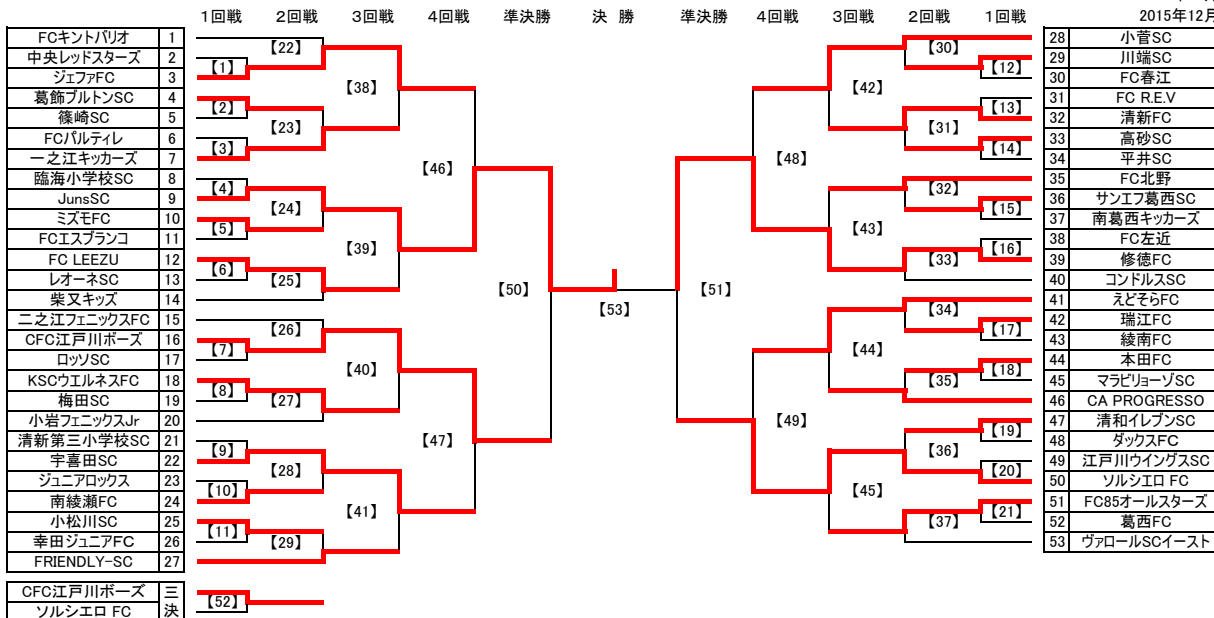 1回戦 2回戦 3回戦 4回戦 準決勝 決 勝 準決勝 4回戦 3回戦 2回戦 1回戦 2015年12月
FCキントバリオ 1
中央レッドスターズ 2
ジェファFC 3
葛飾ブルトンSC 4
篠崎SC 5
FCパルティレ 6
一之江キッカーズ 7
臨海小学校SC 8
JunsSC 9
ミズモFC 10
FCエスブランコ 11
FC LEEZU 12
レオーネSC 13
柴又キッズ 14
二之江フェニックスFC 15
CFC江戸川ボーズ 16
ロッソSC 17
KSCウエルネスFC 18
梅田SC 19
小岩フェニックスJr 20
清新第三小学校SC 21
宇喜田SC 22
ジュニアロックス 23
南綾瀬FC 24
小松川SC 25
幸田ジュニアFC 26
FRIENDLY-SC 27
【1】
【2】
【3】
【4】
【5】
【6】
【7】
【8】
【9】
【10】
【11】
【22】
【23】
【24】
【25】
【26】
【27】
【28】
【29】
【38】
【39】
【40】
【41】
【46】
【47】
【50】
【53】
【51】
【48】
【49】
【42】
【43】
【44】
【45】
【30】
【31】
【32】
【33】
【34】
【35】
【36】
【37】
【12】
【13】
【14】
【15】
【16】
【17】
【18】
【19】
【20】
【21】
28 小菅SC
29 川端SC
30 FC春江
31 FC R.E.V
32 清新FC
33 高砂SC
34 平井SC
35 FC北野
36 サンエフ葛西SC
37 南葛西キッカーズ
38 FC左近
39 修徳FC
40 コンドルスSC
41 えどそらFC
42 瑞江FC
43 綾南FC
44 本田FC
45 マラビリョーゾSC
46 CA PROGRESSO
47 清和イレブンSC
48 ダックスFC
49 江戸川ウイングスSC
50 ソルシエロ FC
51 FC85オールスターズ
52 葛西FC
53 ヴァロールSCイースト
CFC江戸川ボーズ 三
ソルシエロ FC 決
【52】